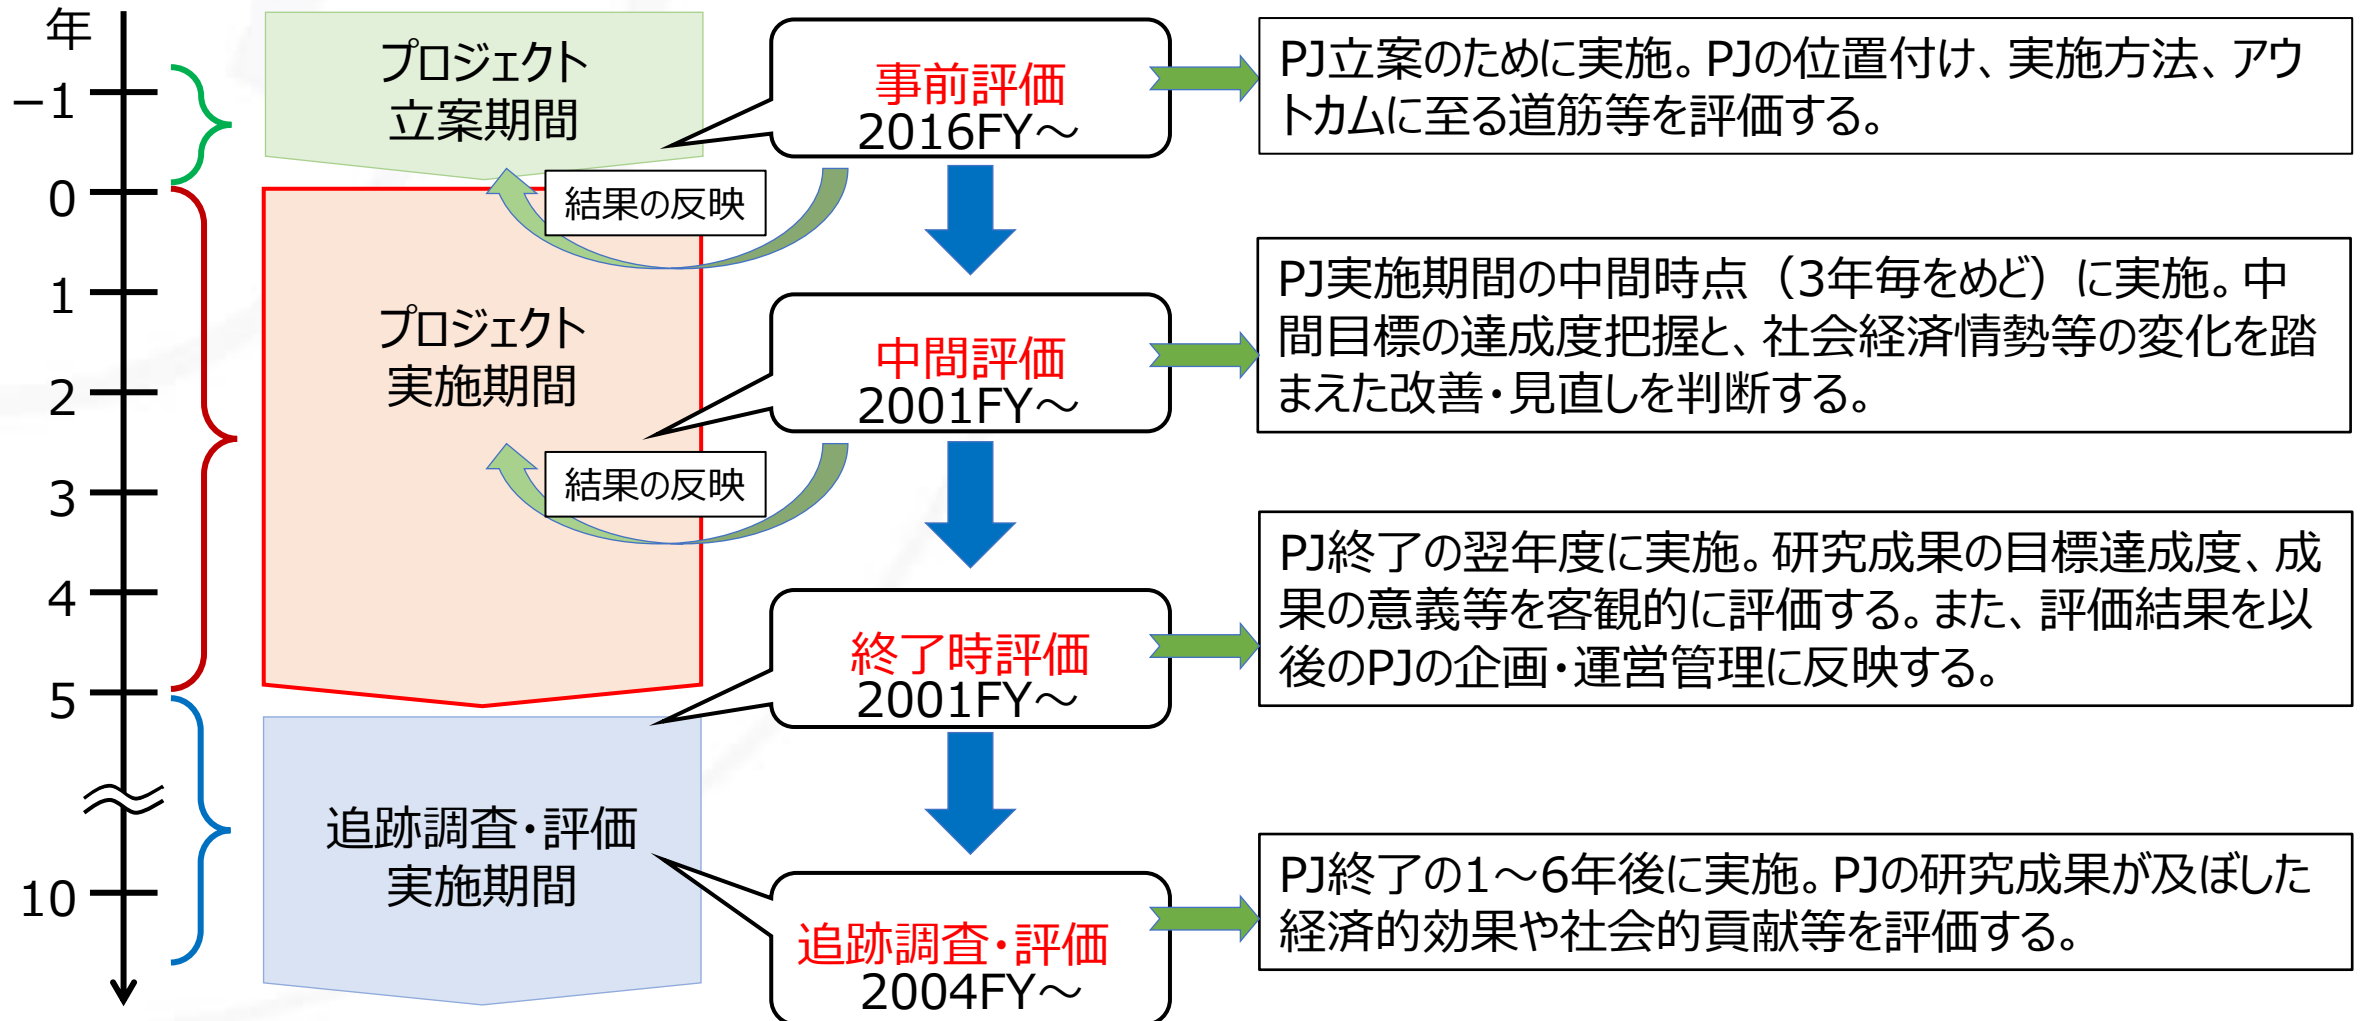 年
−1
0
1
2
3
4
5
10
プロジェクト
立案期間
プロジェクト
実施期間
追跡調査・評価
実施期間
事前評価
2016FY～
結果の反映
中間評価
2001FY～
結果の反映
終了時評価
2001FY～
追跡調査・評価
2004FY～
PJ立案のために実施。PJの位置付け、実施方法、アウ
トカムに至る道筋等を評価する。
PJ実施期間の中間時点（3年毎をめど）に実施。中
間目標の達成度把握と、社会経済情勢等の変化を踏
まえた改善・見直しを判断する。
PJ終了の翌年度に実施。研究成果の目標達成度、成
果の意義等を客観的に評価する。また、評価結果を以
後のPJの企画・運営管理に反映する。
PJ終了の1～6年後に実施。PJの研究成果が及ぼした
経済的効果や社会的貢献等を評価する。